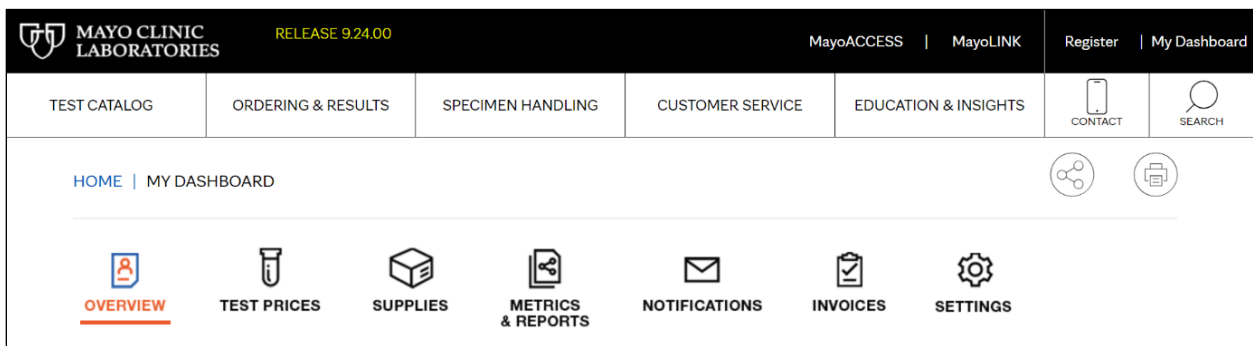 MAYO CLINIC
LABORATORIES
RELEASE 9.24.00
MayoACCESS | MayoLINK
Register | My Dashboard
TEST CATALOG
ORDERING & RESULTS
SPECIMEN HANDLING
CUSTOMER SERVICE
EDUCATION & INSIGHTS
CONTACT
SEARCH
HOME | MY DASHBOARD
OVERVIEW
TEST PRICES
SUPPLIES
METRICS
& REPORTS
NOTIFICATIONS
INVOICES
SETTINGS